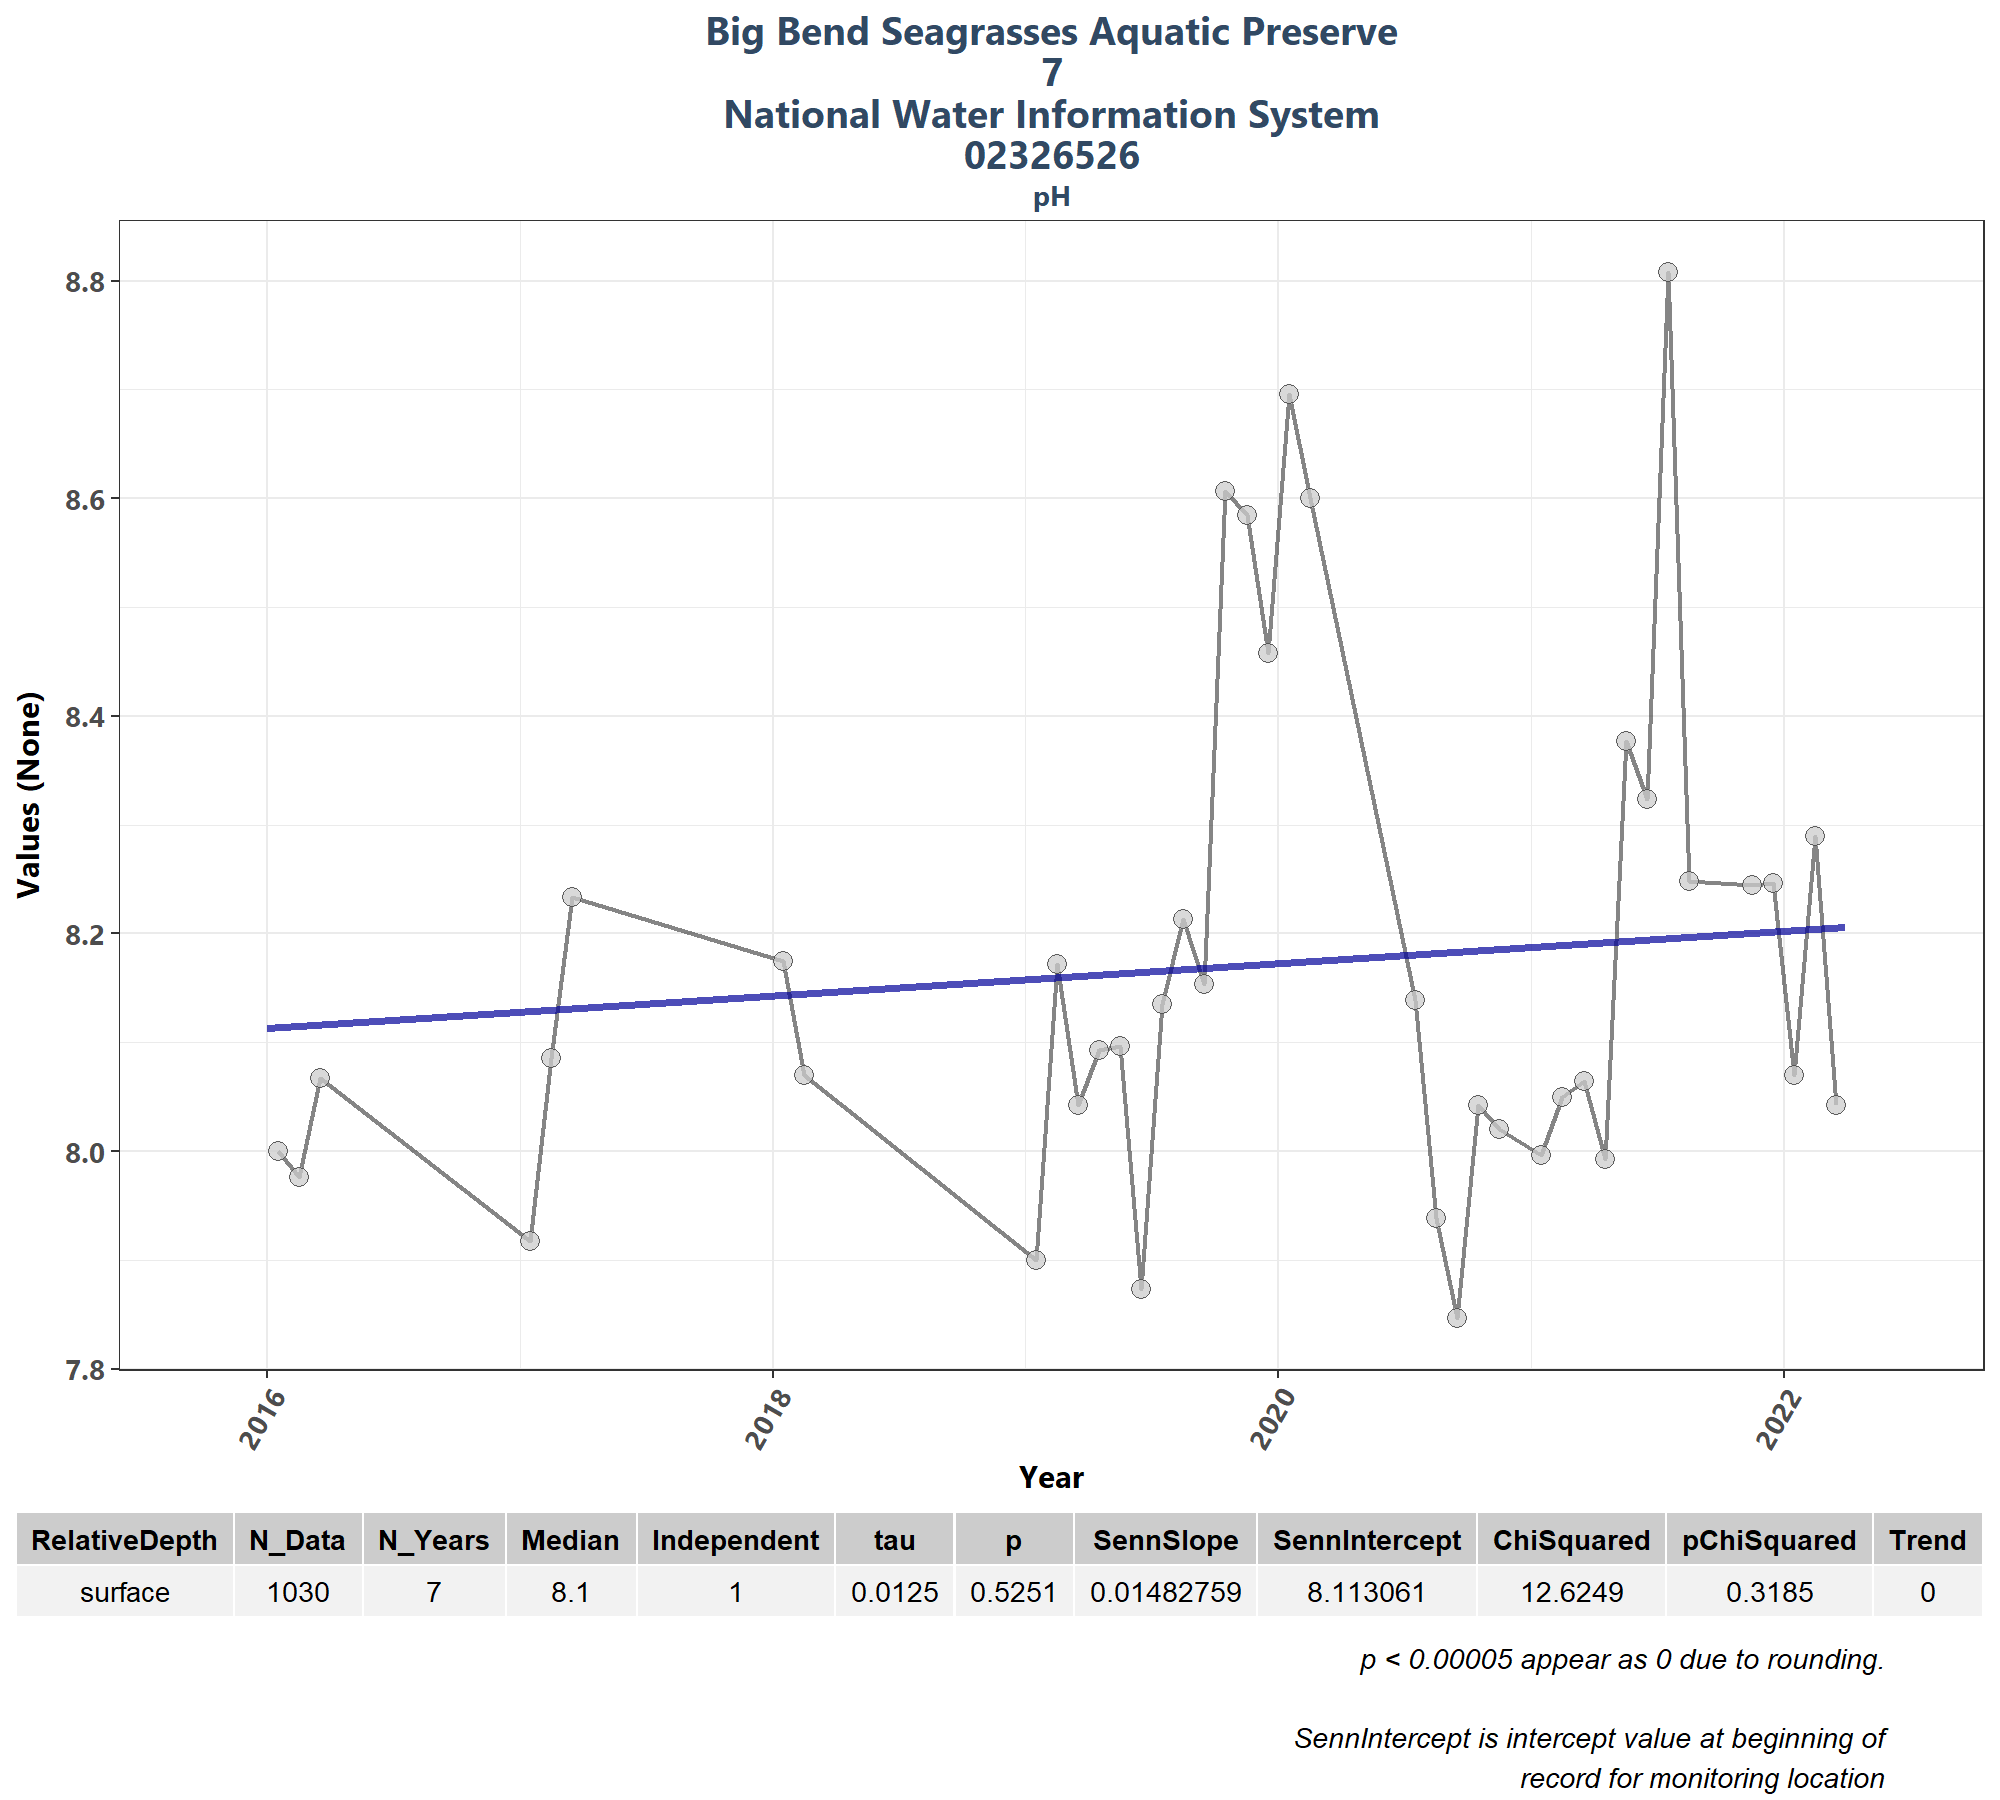 Big Bend Seagrasses Aquatic Preserve
7
National Water Information System
02326526
pH
8.8
8.6
8.4
8.2
8.0
7.8
Values (None)
2016
2018
2020
2022
Year
RelativeDepth N_Data N_Years Median Independent tau p SennSlope SennIntercept ChiSquared pChiSquared Trend
surface 1030 7 8.1 1 0.0125 0.5251 0.01482759 8.113061 12.6249 0.3185 0
p < 0.00005 appear as 0 due to rounding.
SennIntercept is intercept value at beginning of
record for monitoring location